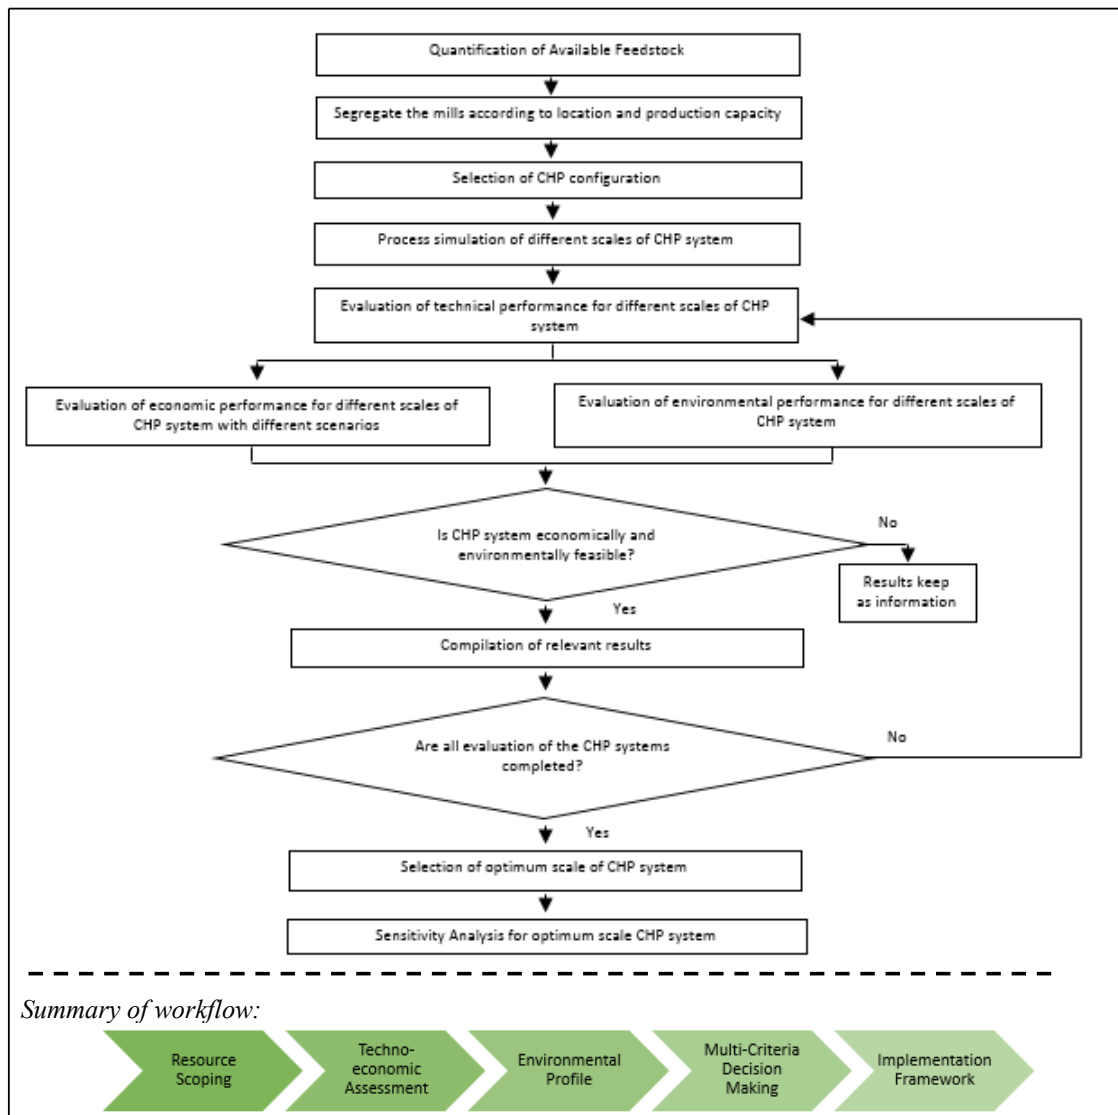 Quantification of Available Feedstock
Segregate the mills according to location and production capacity
Selection of CHP configuration
Process simulation of different scales of CHP system
Evaluation of technical performance for different scales of CHP
system
Evaluation of economic performance for different scales of
CHP system with different scenarios
Evaluation of environmental performance for different scales of
CHP system
Is CHP system economically and
environmentally feasible?
No
Results keep
as information
Yes
Compilation of relevant results
Are all evaluation of the CHP systems
completed?
No
Yes
Selection of optimum scale of CHP system
Sensitivity Analysis for optimum scale CHP system
Summary of workflow:
Resource
Scoping
Techno-
economic
Assessment
Environmental
Profile
Multi-Criteria
Decision
Making
Implementation
Framework